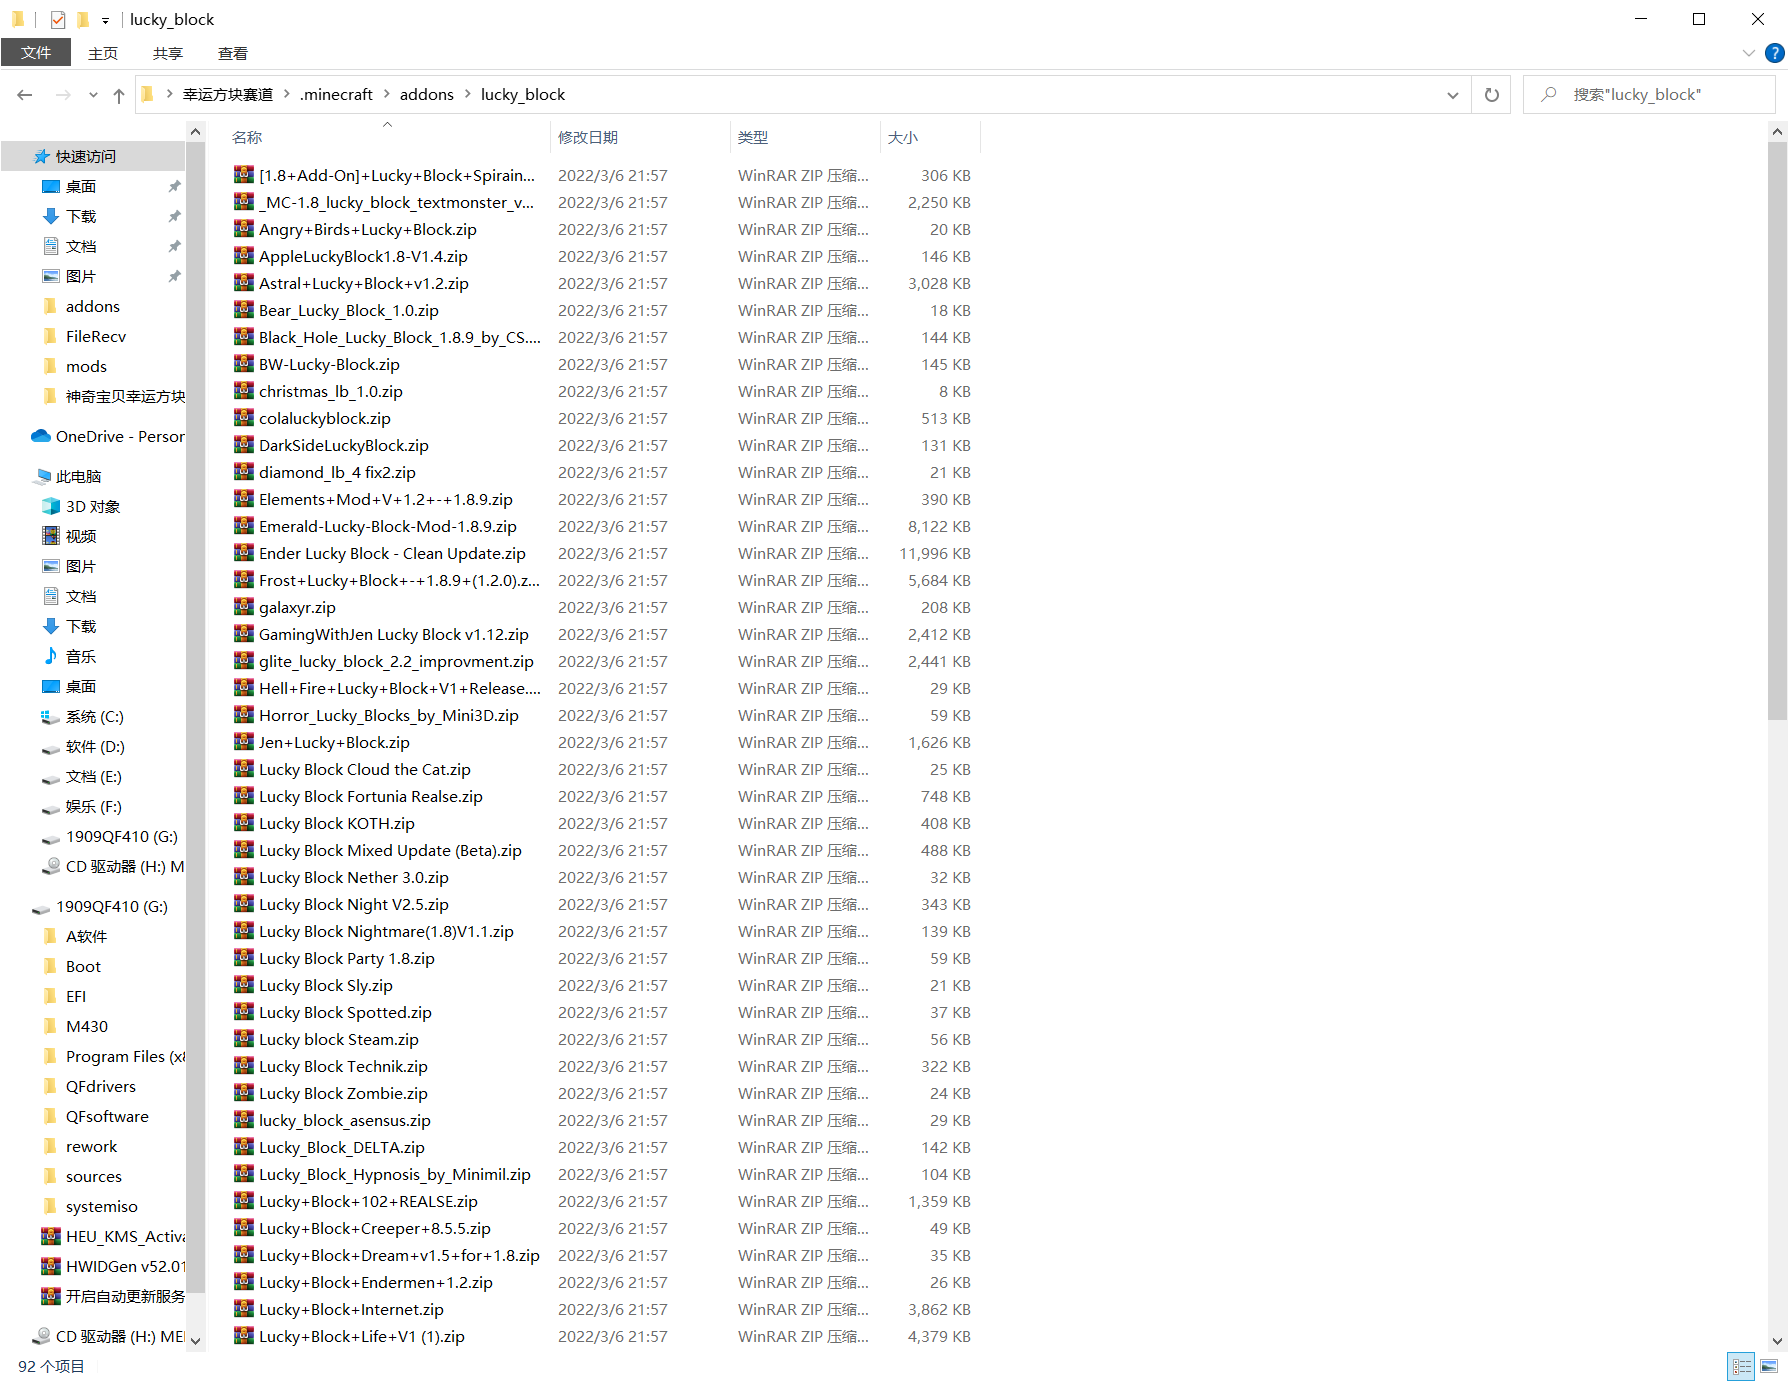 lucky_block
文件 主页 共享 查看
幸运方块赛道 .minecraft addons lucky_block 搜索"lucky_block"
快速访问
桌面
下载
文档
图片
addons
FileRecv
mods
神奇宝贝幸运方块
OneDrive - Person
此电脑
3D 对象
视频
图片
文档
下载
音乐
桌面
系统 (C:)
软件 (D:)
文档 (E:)
娱乐 (F:)
1909QF410 (G:)
CD 驱动器 (H:) M
1909QF410 (G:)
A软件
Boot
EFI
M430
Program Files (x8
QFdrivers
QFsoftware
rework
sources
systemiso
HEU_KMS_Activa
HWIDGen v52.01
开启自动更新服务
CD 驱动器 (H:) MEI
名称 修改日期 类型 大小
[1.8+Add-On]+Lucky+Block+Spirain... 2022/3/6 21:57 WinRAR ZIP 压缩... 306 KB
_MC-1.8_lucky_block_textmonster_v... 2022/3/6 21:57 WinRAR ZIP 压缩... 2,250 KB
Angry+Birds+Lucky+Block.zip 2022/3/6 21:57 WinRAR ZIP 压缩... 20 KB
AppleLuckyBlock1.8-V1.4.zip 2022/3/6 21:57 WinRAR ZIP 压缩... 146 KB
Astral+Lucky+Block+v1.2.zip 2022/3/6 21:57 WinRAR ZIP 压缩... 3,028 KB
Bear_Lucky_Block_1.0.zip 2022/3/6 21:57 WinRAR ZIP 压缩... 18 KB
Black_Hole_Lucky_Block_1.8.9_by_CS.... 2022/3/6 21:57 WinRAR ZIP 压缩... 144 KB
BW-Lucky-Block.zip 2022/3/6 21:57 WinRAR ZIP 压缩... 145 KB
christmas_lb_1.0.zip 2022/3/6 21:57 WinRAR ZIP 压缩... 8 KB
colaluckyblock.zip 2022/3/6 21:57 WinRAR ZIP 压缩... 513 KB
DarkSideLuckyBlock.zip 2022/3/6 21:57 WinRAR ZIP 压缩... 131 KB
diamond_lb_4 fix2.zip 2022/3/6 21:57 WinRAR ZIP 压缩... 21 KB
Elements+Mod+V+1.2+-+1.8.9.zip 2022/3/6 21:57 WinRAR ZIP 压缩... 390 KB
Emerald-Lucky-Block-Mod-1.8.9.zip 2022/3/6 21:57 WinRAR ZIP 压缩... 8,122 KB
Ender Lucky Block - Clean Update.zip 2022/3/6 21:57 WinRAR ZIP 压缩... 11,996 KB
Frost+Lucky+Block+-+1.8.9+(1.2.0).z... 2022/3/6 21:57 WinRAR ZIP 压缩... 5,684 KB
galaxyr.zip 2022/3/6 21:57 WinRAR ZIP 压缩... 208 KB
GamingWithJen Lucky Block v1.12.zip 2022/3/6 21:57 WinRAR ZIP 压缩... 2,412 KB
glite_lucky_block_2.2_improvment.zip 2022/3/6 21:57 WinRAR ZIP 压缩... 2,441 KB
Hell+Fire+Lucky+Block+V1+Release.... 2022/3/6 21:57 WinRAR ZIP 压缩... 29 KB
Horror_Lucky_Blocks_by_Mini3D.zip 2022/3/6 21:57 WinRAR ZIP 压缩... 59 KB
Jen+Lucky+Block.zip 2022/3/6 21:57 WinRAR ZIP 压缩... 1,626 KB
Lucky Block Cloud the Cat.zip 2022/3/6 21:57 WinRAR ZIP 压缩... 25 KB
Lucky Block Fortunia Realse.zip 2022/3/6 21:57 WinRAR ZIP 压缩... 748 KB
Lucky Block KOTH.zip 2022/3/6 21:57 WinRAR ZIP 压缩... 408 KB
Lucky Block Mixed Update (Beta).zip 2022/3/6 21:57 WinRAR ZIP 压缩... 488 KB
Lucky Block Nether 3.0.zip 2022/3/6 21:57 WinRAR ZIP 压缩... 32 KB
Lucky Block Night V2.5.zip 2022/3/6 21:57 WinRAR ZIP 压缩... 343 KB
Lucky Block Nightmare(1.8)V1.1.zip 2022/3/6 21:57 WinRAR ZIP 压缩... 139 KB
Lucky Block Party 1.8.zip 2022/3/6 21:57 WinRAR ZIP 压缩... 59 KB
Lucky Block Sly.zip 2022/3/6 21:57 WinRAR ZIP 压缩... 21 KB
Lucky Block Spotted.zip 2022/3/6 21:57 WinRAR ZIP 压缩... 37 KB
Lucky block Steam.zip 2022/3/6 21:57 WinRAR ZIP 压缩... 56 KB
Lucky Block Technik.zip 2022/3/6 21:57 WinRAR ZIP 压缩... 322 KB
Lucky Block Zombie.zip 2022/3/6 21:57 WinRAR ZIP 压缩... 24 KB
lucky_block_asensus.zip 2022/3/6 21:57 WinRAR ZIP 压缩... 29 KB
Lucky_Block_DELTA.zip 2022/3/6 21:57 WinRAR ZIP 压缩... 142 KB
Lucky_Block_Hypnosis_by_Minimil.zip 2022/3/6 21:57 WinRAR ZIP 压缩... 104 KB
Lucky+Block+102+REALSE.zip 2022/3/6 21:57 WinRAR ZIP 压缩... 1,359 KB
Lucky+Block+Creeper+8.5.5.zip 2022/3/6 21:57 WinRAR ZIP 压缩... 49 KB
Lucky+Block+Dream+v1.5+for+1.8.zip 2022/3/6 21:57 WinRAR ZIP 压缩... 35 KB
Lucky+Block+Endermen+1.2.zip 2022/3/6 21:57 WinRAR ZIP 压缩... 26 KB
Lucky+Block+Internet.zip 2022/3/6 21:57 WinRAR ZIP 压缩... 3,862 KB
Lucky+Block+Life+V1 (1).zip 2022/3/6 21:57 WinRAR ZIP 压缩... 4,379 KB
92 个项目